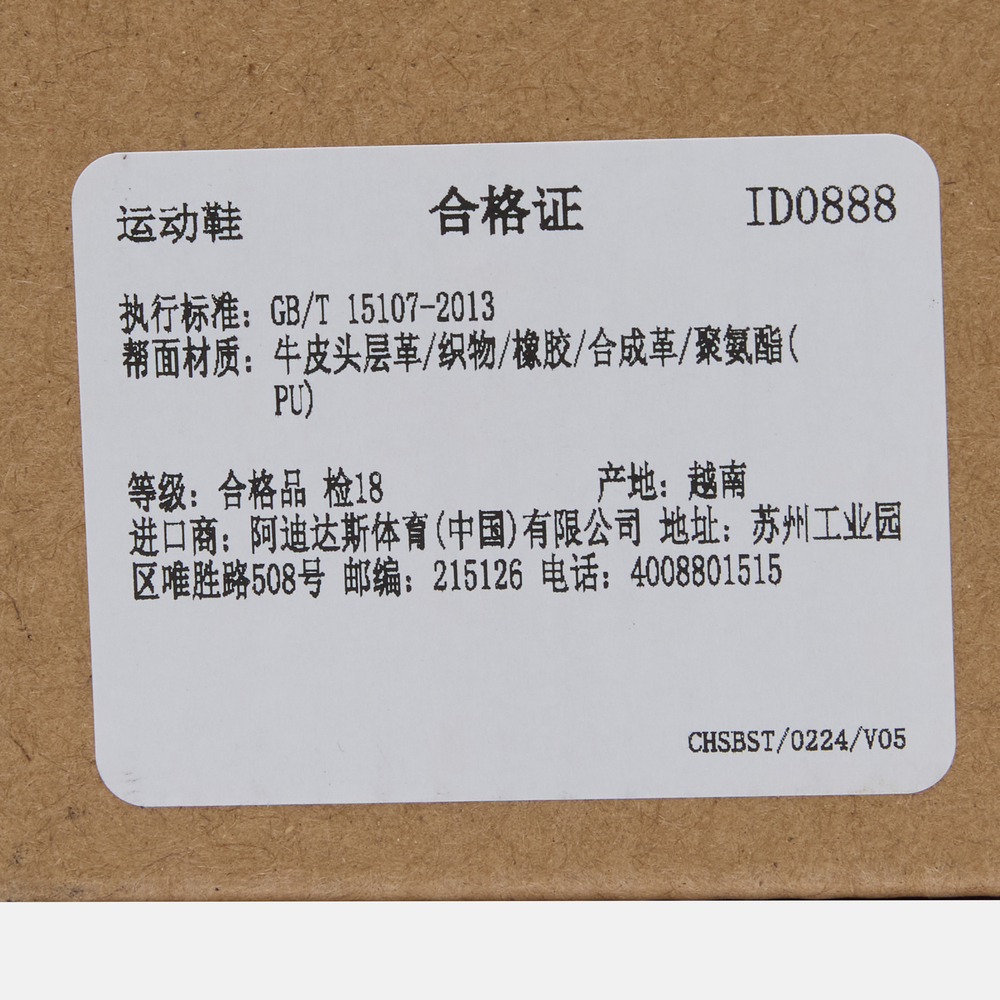 运动鞋 合格证 ID0888
执行标准：GB/T 15107-2013
帮面材质：牛皮头层革/织物/橡胶/合成革/聚氨酯(
PU)
等级：合格品 检18 产地：越南
进口商：阿迪达斯体育(中国)有限公司 地址：苏州工业园
区唯胜路508号 邮编：215126 电话：4008801515
CHSBST/0224/V05